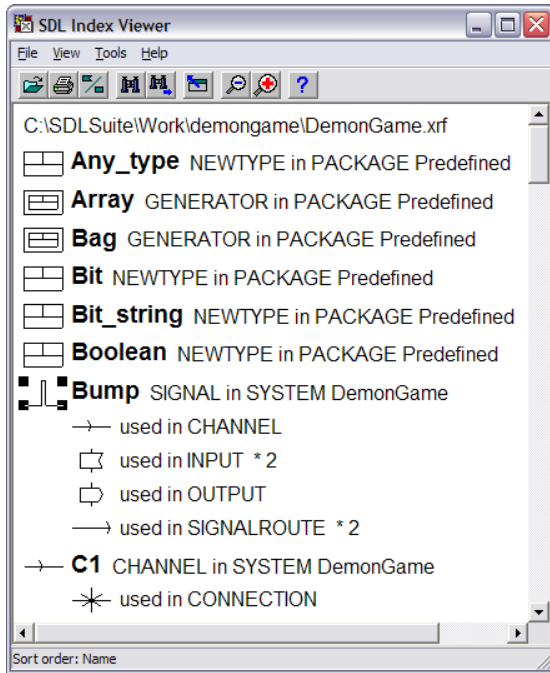 SDL Index Viewer
File View Tools Help
?
C:\SDLSuite\Work\demongame\DemonGame.xrf
Any_type NEWTYPE in PACKAGE Predefined
Array GENERATOR in PACKAGE Predefined
Bag GENERATOR in PACKAGE Predefined
Bit NEWTYPE in PACKAGE Predefined
Bit_string NEWTYPE in PACKAGE Predefined
Boolean NEWTYPE in PACKAGE Predefined
Bump SIGNAL in SYSTEM DemonGame
used in CHANNEL
used in INPUT * 2
used in OUTPUT
used in SIGNALROUTE * 2
C1 CHANNEL in SYSTEM DemonGame
used in CONNECTION
Sort order: Name